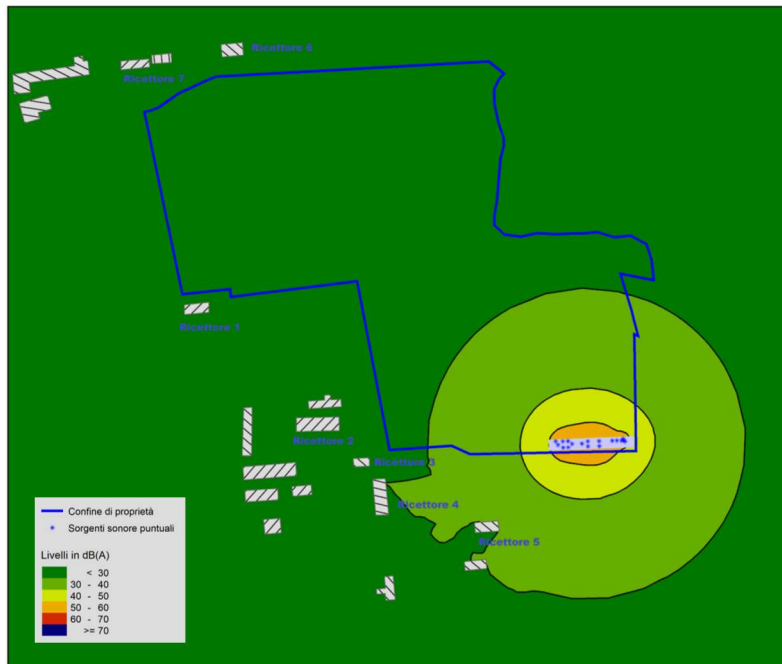 Ricettore 6
Ricettore 7
Ricettore 1
Ricettore 2
Ricettore 3
Ricettore 4
Ricettore 5
Confine di proprietà
Sorgenti sonore puntuali
Livelli in dB(A)
< 30
30 - 40
40 - 50
50 - 60
60 - 70
>= 70